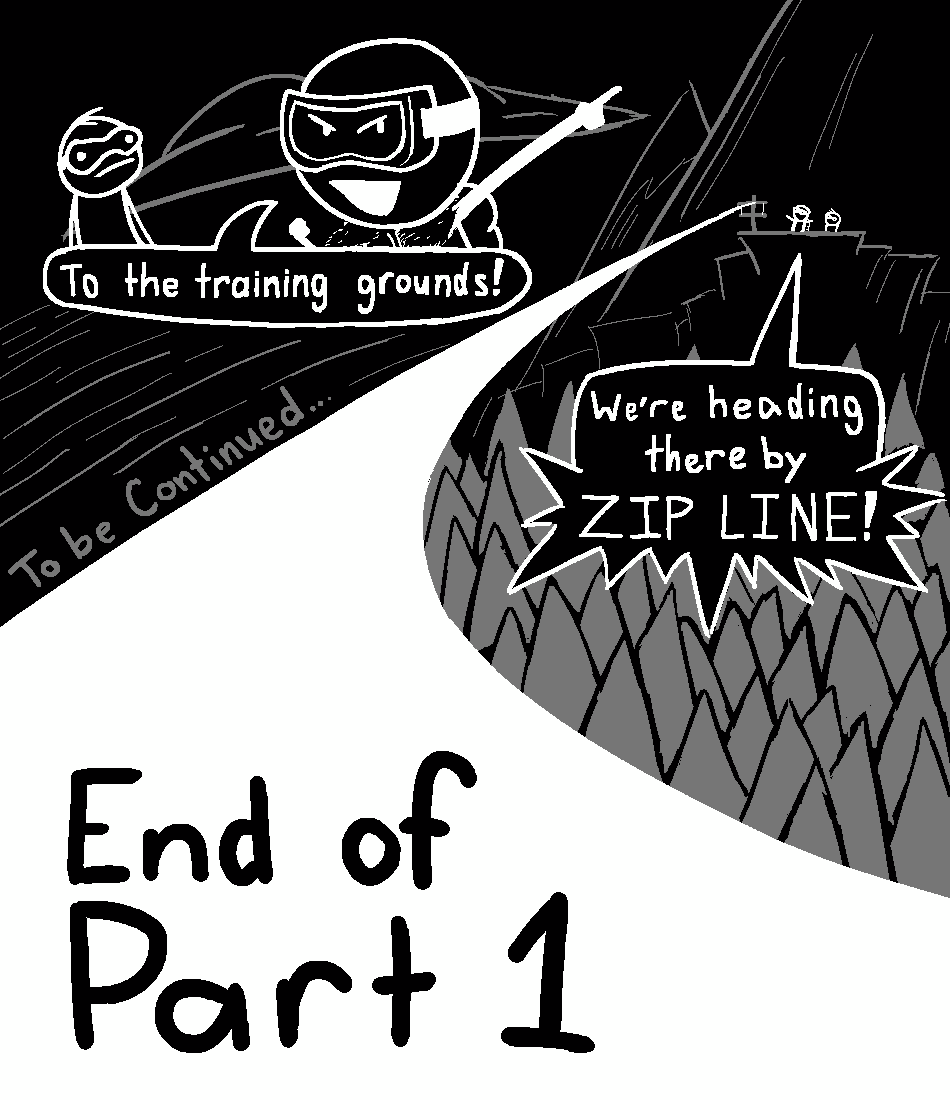 To the training grounds!
We're heading
there by
ZIP LINE!
To be Continued...
End of
Part 1